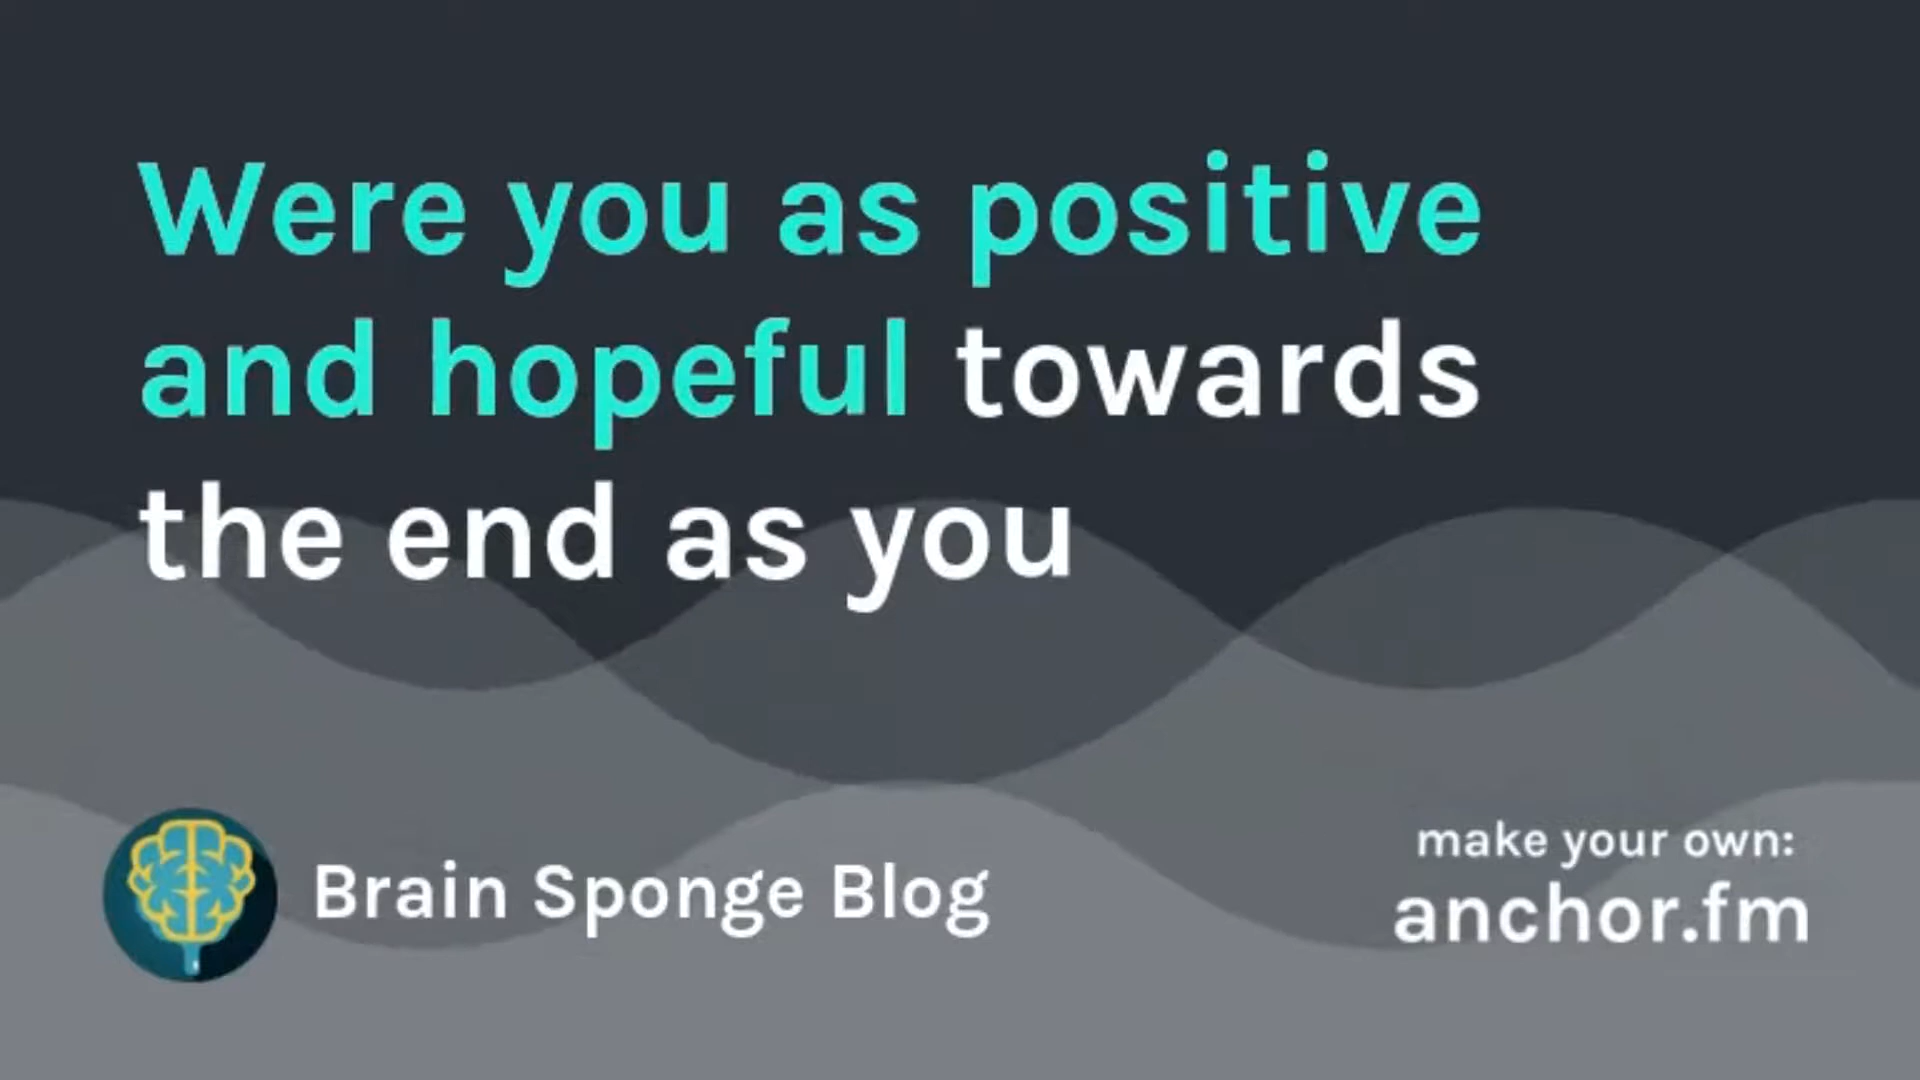 Were you as positive
and hopeful towards
the end as you
Brain Sponge Blog
make your own:
anchor.fm